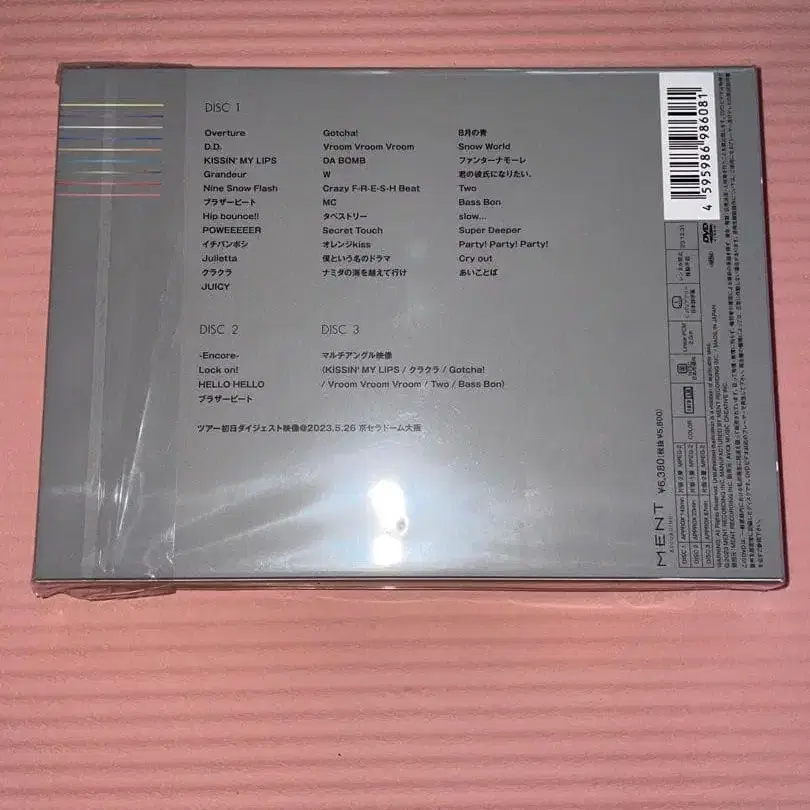 DISC 1
Overture
D.D.
KISSIN' MY LIPS
Grandeur
Nine Snow Flash
ブラザービート
Hip bounce!!
POWEEEEER
イチバンボシ
Julietta
クラクラ
JUICY
Gotcha!
Vroom Vroom Vroom
DA BOMB
W
Crazy F-R-E-S-H Beat
MC
タペストリー
Secret Touch
オレンジkiss
僕という名のドラマ
ナミダの海を越えて行け
8月の青
Snow World
ファンターナモーレ
君の彼氏になりたい。
Two
Bass Bon
slow...
Super Deeper
Party! Party! Party!
Cry out
あいことば
DISC 2
-Encore-
Lock on!
HELLO HELLO
ブラザービート
DISC 3
マルチアングル映像
(KISSIN' MY LIPS / クラクラ / Gotcha!
/ Vroom Vroom Vroom / Two / Bass Bon)
ツアー初日ダイジェスト映像@2023.5.26 京セラドーム大阪
4 595986 986081
DVD
MENT
¥6,380(税抜¥5,800)
COLOR
MADE IN JAPAN